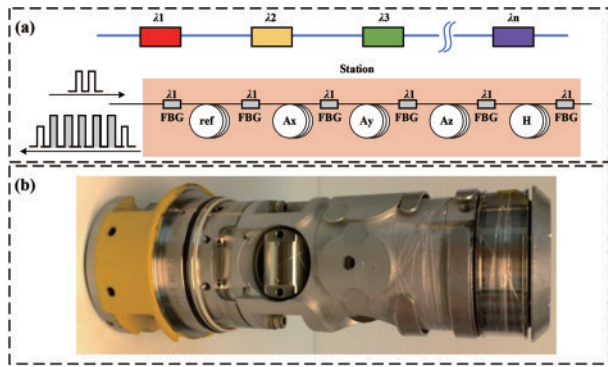 (a)
λ1 λ2 λ3 λn
Station
λ1 λ1 λ1 λ1 λ1 λ1
FBG ref FBG Ax FBG Ay FBG Az FBG H FBG
(b)